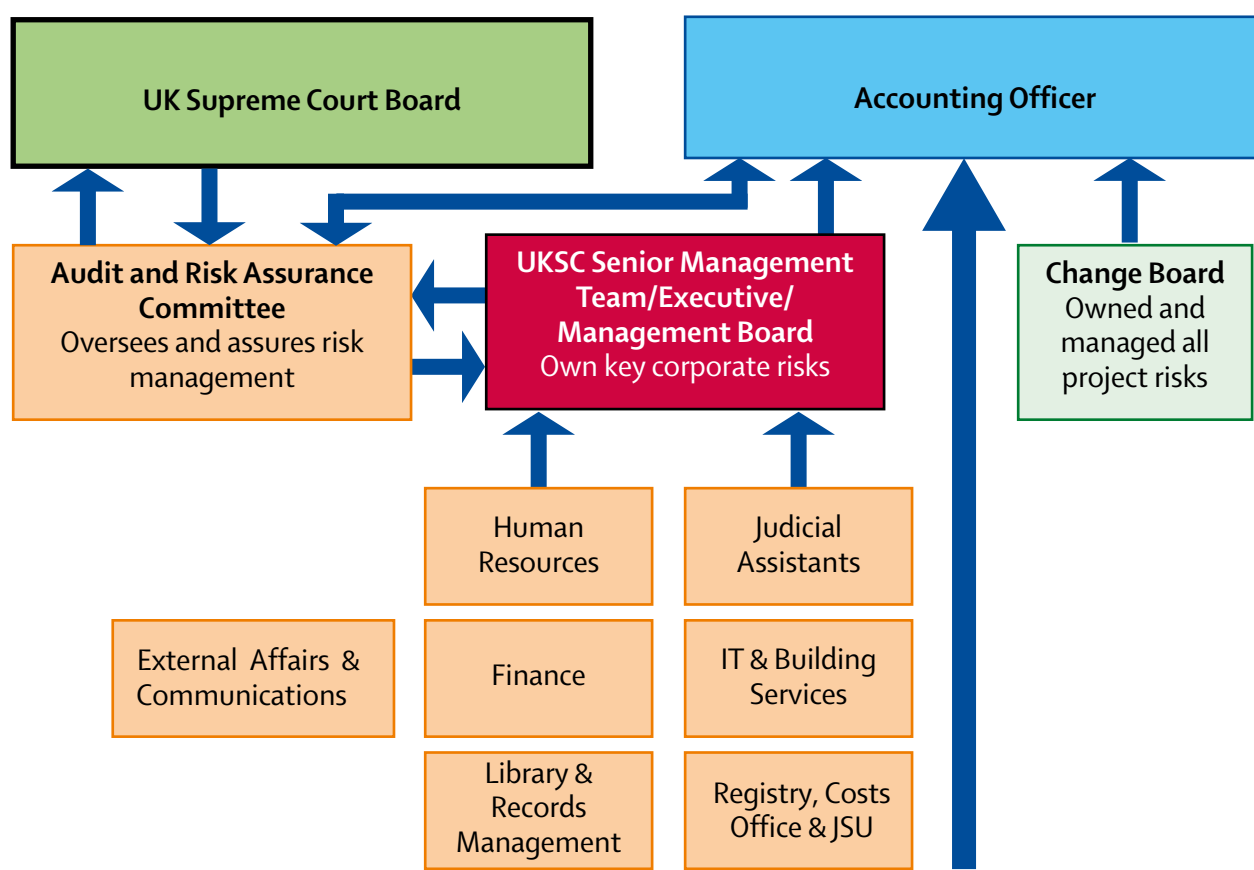 UK Supreme Court Board
Accounting Officer
Audit and Risk Assurance
Committee
Oversees and assures risk
management
UKSC Senior Management
Team/Executive/
Management Board
Own key corporate risks
Change Board
Owned and
managed all
project risks
Human
Resources
Judicial
Assistants
External Affairs &
Communications
Finance
IT & Building
Services
Library &
Records
Management
Registry, Costs
Office & JSU